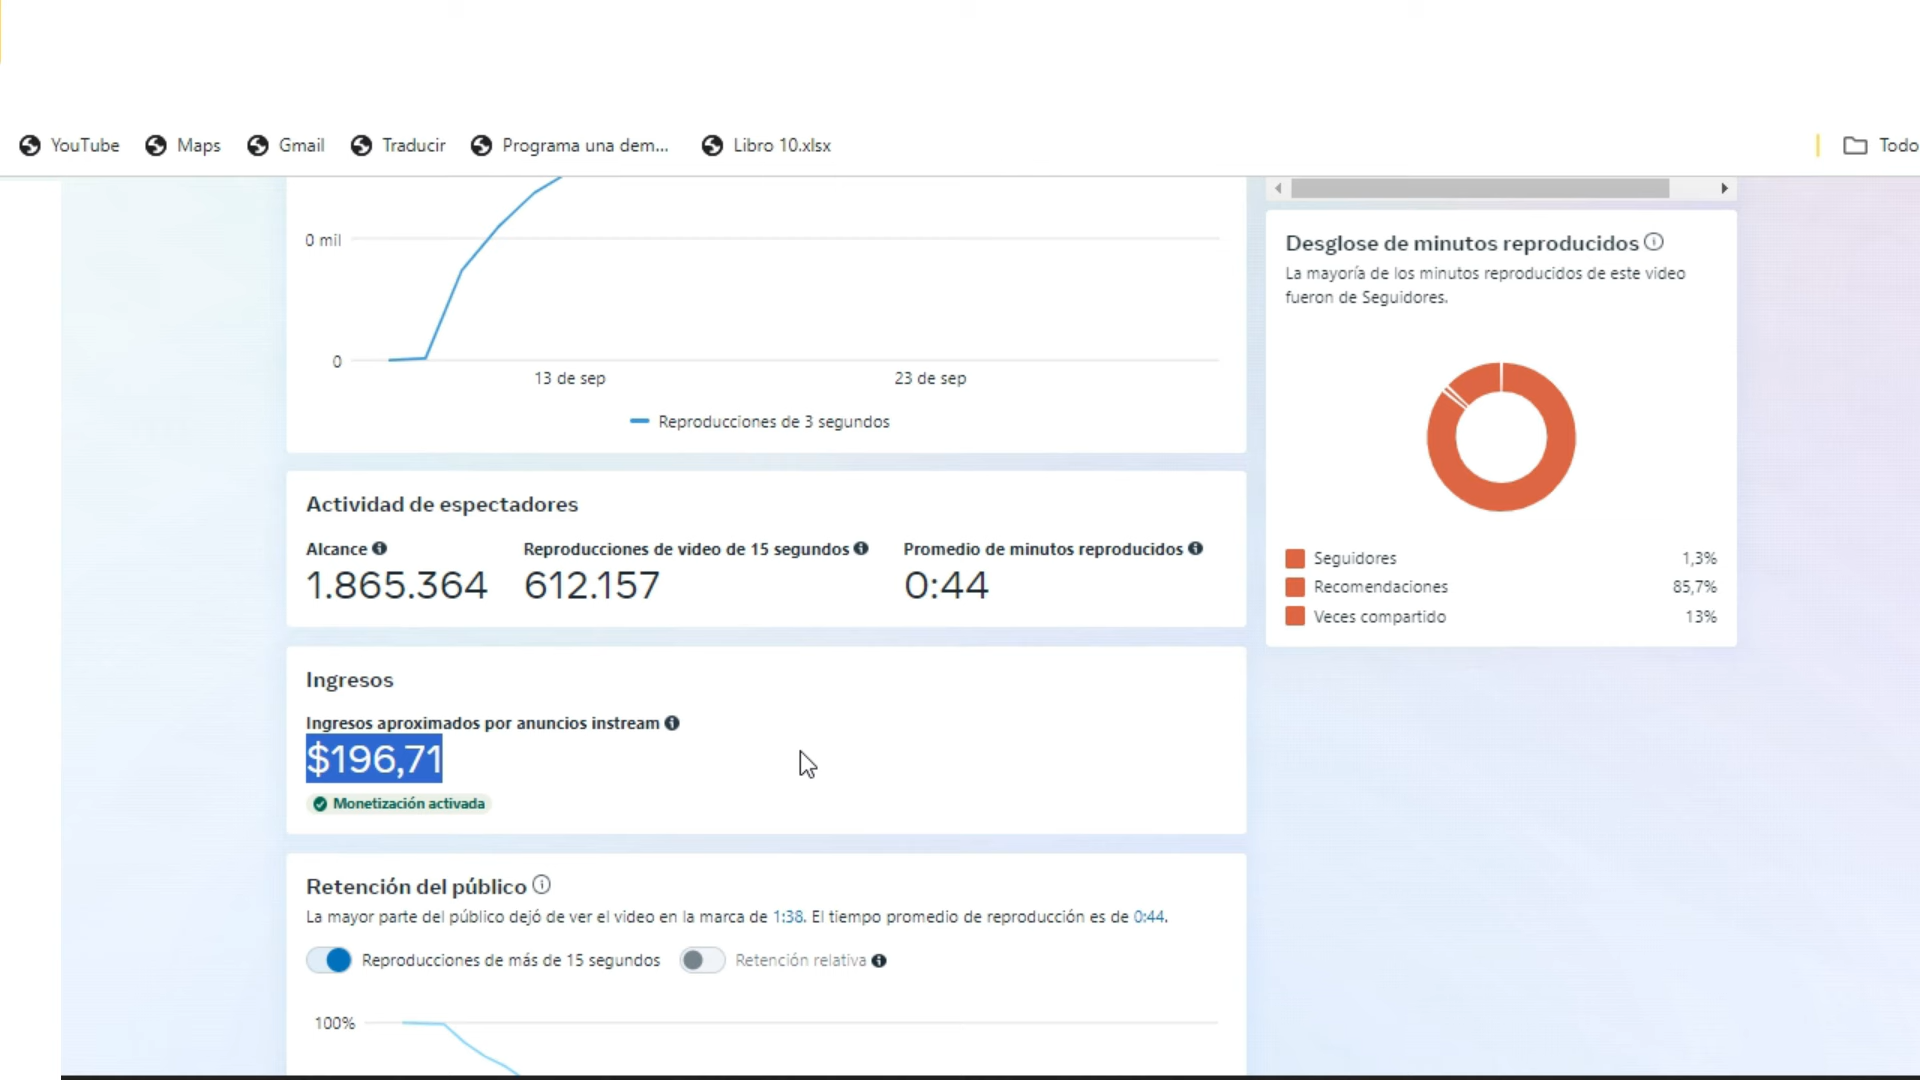 YouTube Maps Gmail Traducir Programa una dem... Libro 10.xlsx Todo
0 mil
0
13 de sep 23 de sep
Reproducciones de 3 segundos
Actividad de espectadores
Alcance Reproducciones de video de 15 segundos Promedio de minutos reproducidos
1.865.364 612.157 0:44
Ingresos
Ingresos aproximados por anuncios instream
$196,71
Monetización activada
Retención del público
La mayor parte del público dejó de ver el video en la marca de 1:38. El tiempo promedio de reproducción es de 0:44.
Reproducciones de más de 15 segundos Retención relativa
100%
Desglose de minutos reproducidos
La mayoría de los minutos reproducidos de este video
fueron de Seguidores.
Seguidores 1,3%
Recomendaciones 85,7%
Veces compartido 13%